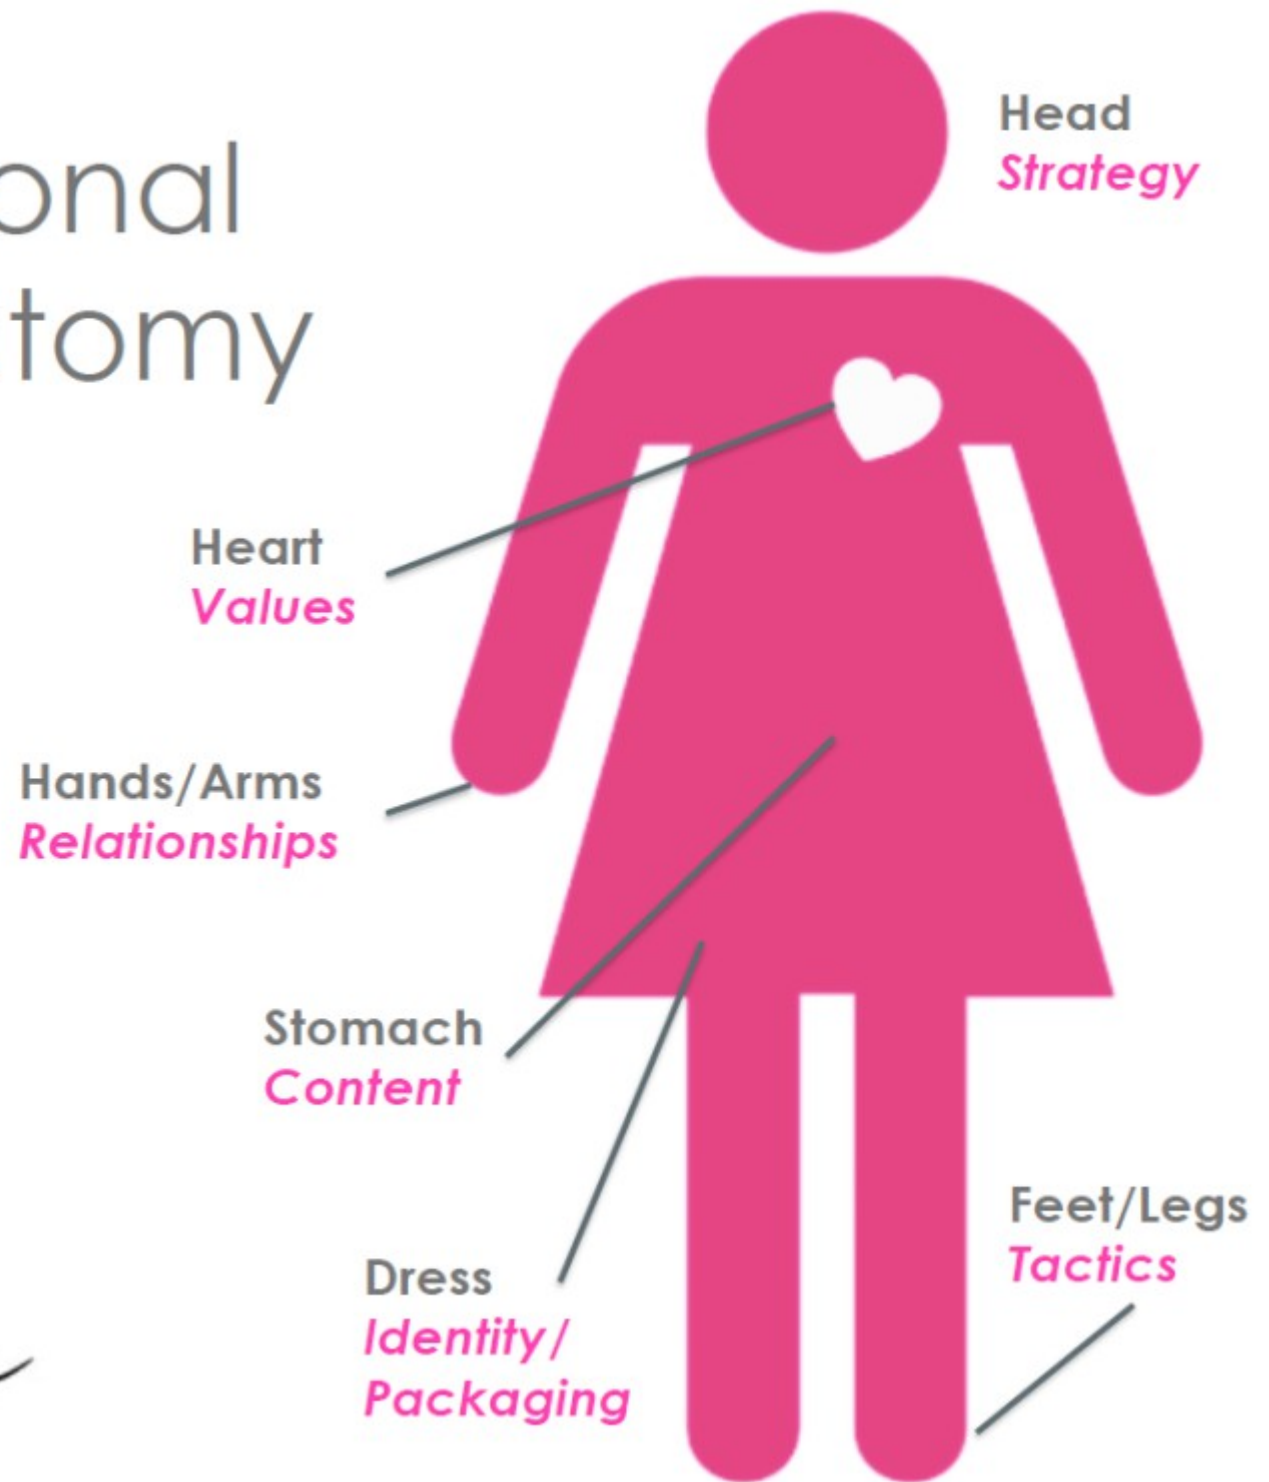 onal
tomy
Head
Strategy
Heart
Values
Hands/Arms
Relationships
Stomach
Content
Feet/Legs
Tactics
Dress
Identity/
Packaging